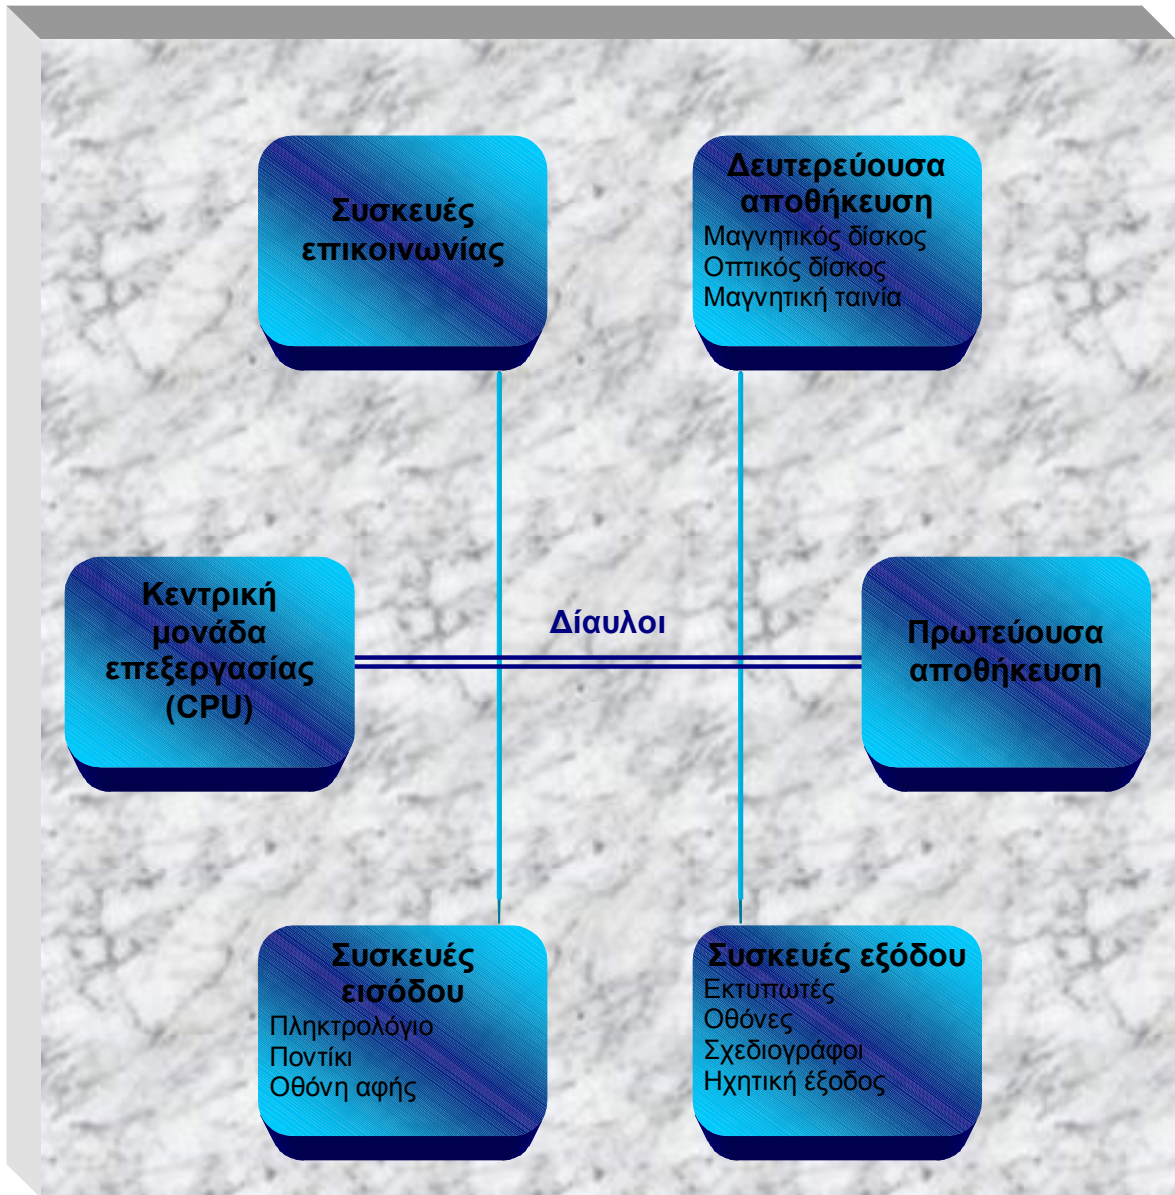 Συσκευές
επικοινωνίας
Δευτερεύουσα
αποθήκευση
Μαγνητικός δίσκος
Οπτικός δίσκος
Μαγνητική ταινία
Κεντρική
μονάδα
επεξεργασίας
(CPU)
Δίαυλοι
Πρωτεύουσα
αποθήκευση
Συσκευές
εισόδου
Πληκτρολόγιο
Ποντίκι
Οθόνη αφής
Συσκευές εξόδου
Εκτυπωτές
Οθόνες
Σχεδιογράφοι
Ηχητική έξοδος